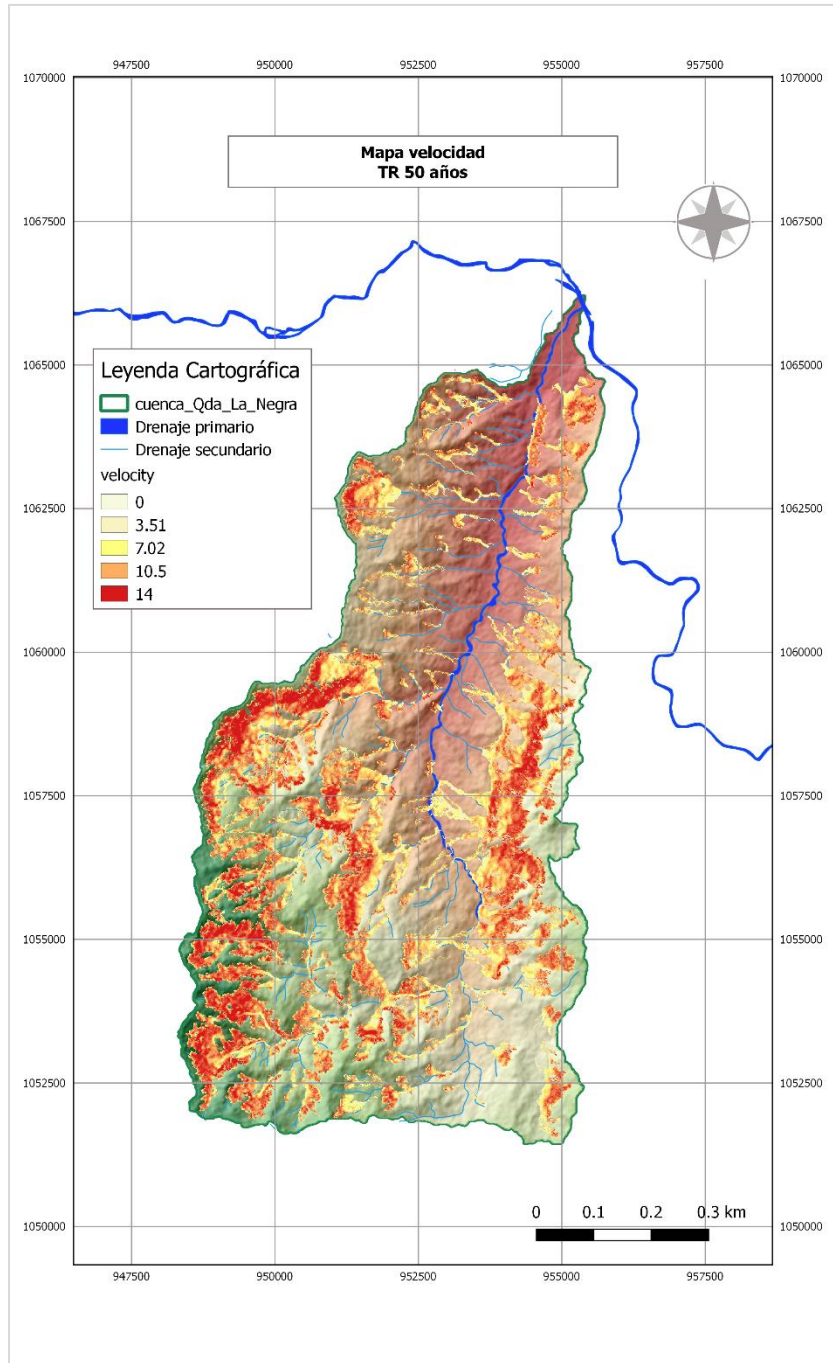 947500 950000 952500 955000 957500
1070000 1070000
Mapa velocidad
TR 50 años
1067500 1067500
1065000 1065000
Leyenda Cartográfica
cuenca_Qda_La_Negra
Drenaje primario
Drenaje secundario
velocity
0
3.51
7.02
10.5
14
1062500 1062500
1060000 1060000
1057500 1057500
1055000 1055000
1052500 1052500
0 0.1 0.2 0.3 km
1050000 1050000
947500 950000 952500 955000 957500